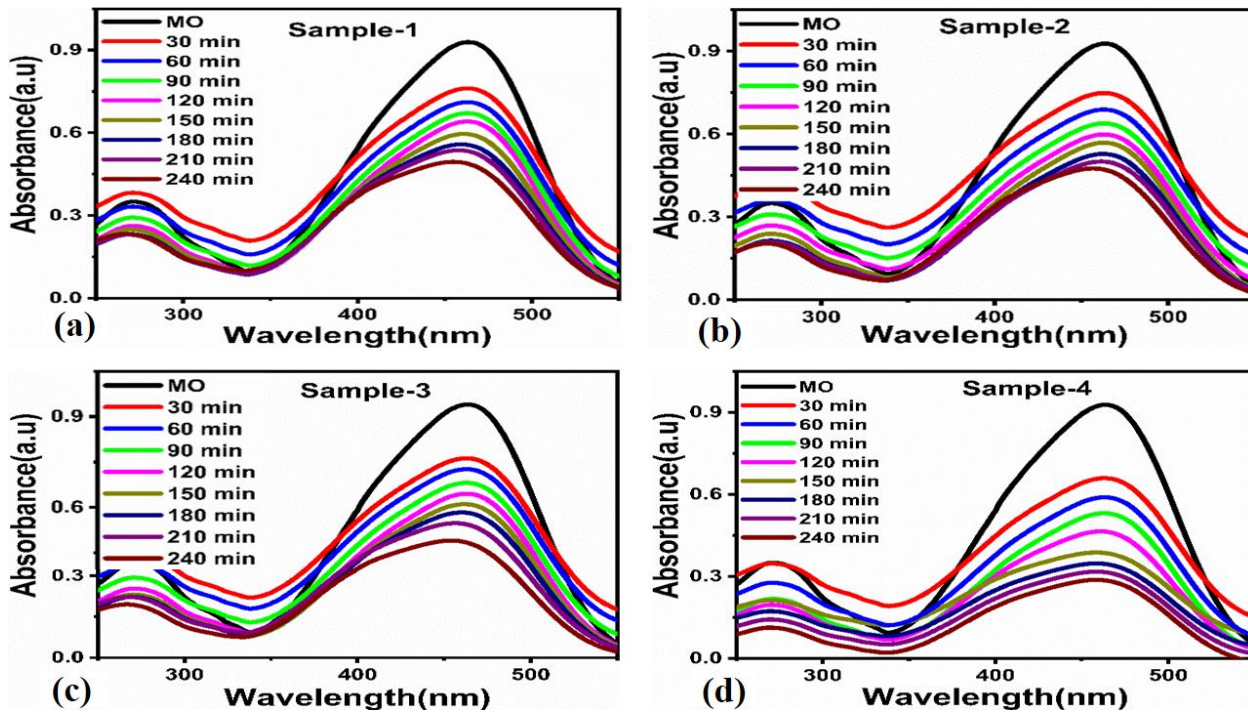 Sample-1
MO
30 min
60 min
90 min
120 min
150 min
180 min
210 min
240 min
0.9
0.6
0.3
0.0
Absorbance(a.u)
300
400
500
Wavelength(nm)
(a)
Sample-2
MO
30 min
60 min
90 min
120 min
150 min
180 min
210 min
240 min
0.9
0.6
0.3
0.0
Absorbance(a.u)
300
400
500
Wavelength(nm)
(b)
Sample-3
MO
30 min
60 min
90 min
120 min
150 min
180 min
210 min
240 min
0.9
0.6
0.3
0.0
Absorbance(a.u)
300
400
500
Wavelength(nm)
(c)
Sample-4
MO
30 min
60 min
90 min
120 min
150 min
180 min
210 min
240 min
0.9
0.6
0.3
0.0
Absorbance(a.u)
300
400
500
Wavelength(nm)
(d)